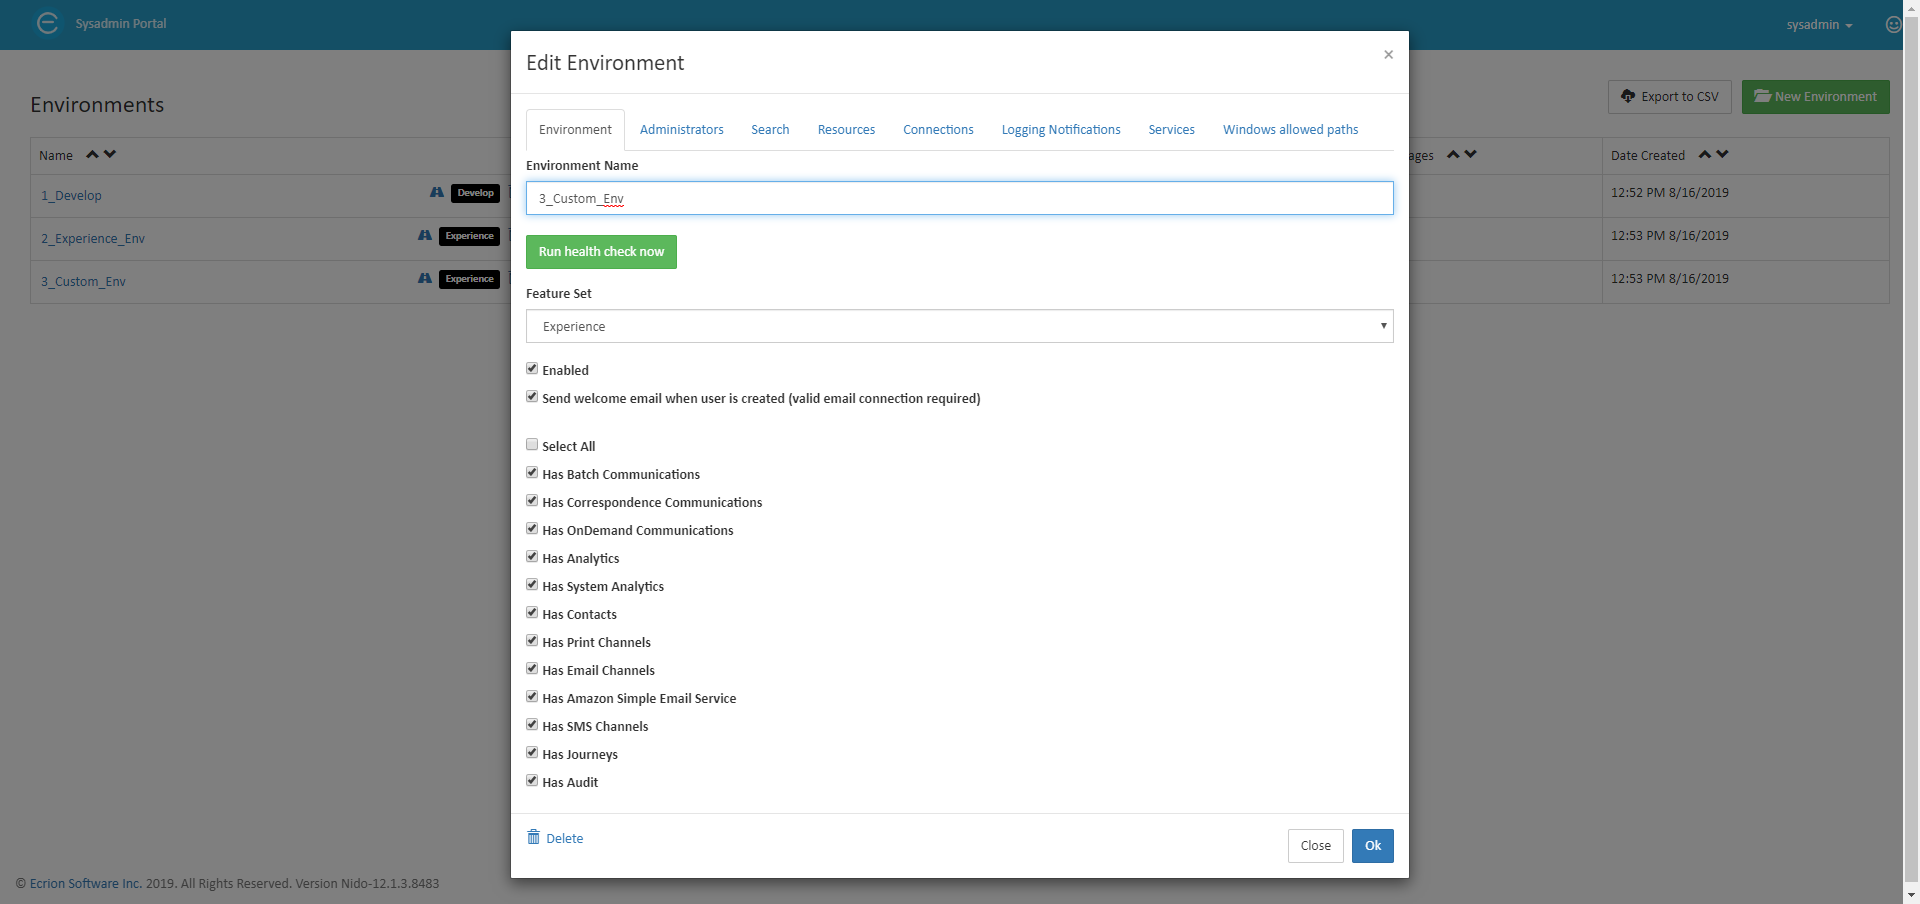 Sysadmin Portal
sysadmin
Environments
Export to CSV
New Environment
Name
ages
Date Created
1_Develop
Develop
12:52 PM 8/16/2019
2_Experience_Env
Experience
12:53 PM 8/16/2019
3_Custom_Env
Experience
12:53 PM 8/16/2019
Edit Environment
×
Environment Administrators Search Resources Connections Logging Notifications Services Windows allowed paths
Environment Name
3_Custom_Env
Run health check now
Feature Set
Experience
Enabled
Send welcome email when user is created (valid email connection required)
Select All
Has Batch Communications
Has Correspondence Communications
Has OnDemand Communications
Has Analytics
Has System Analytics
Has Contacts
Has Print Channels
Has Email Channels
Has Amazon Simple Email Service
Has SMS Channels
Has Journeys
Has Audit
Delete
Close
Ok
© Ecrion Software Inc. 2019. All Rights Reserved. Version Nido-12.1.3.8483